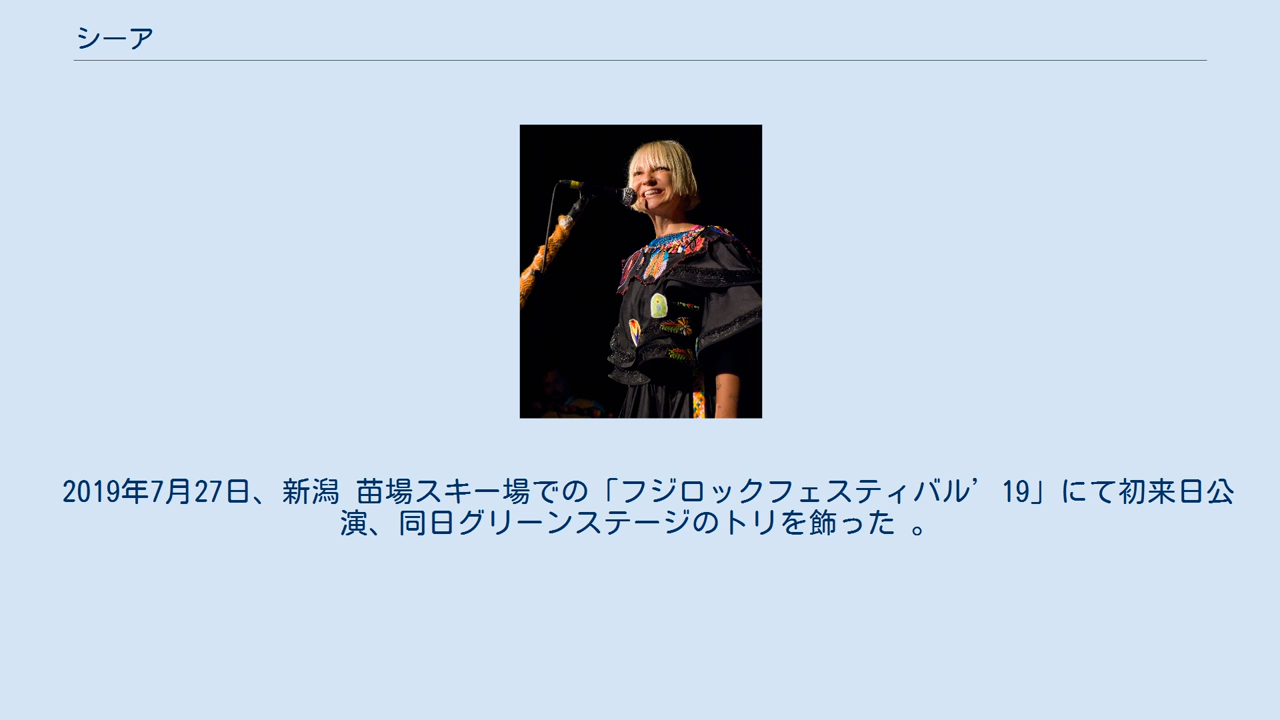 シーア
2019年7月27日、新潟 苗場スキー場での「フジロックフェスティバル’19」にて初来日公
演、同日グリーンステージのトリを飾った 。